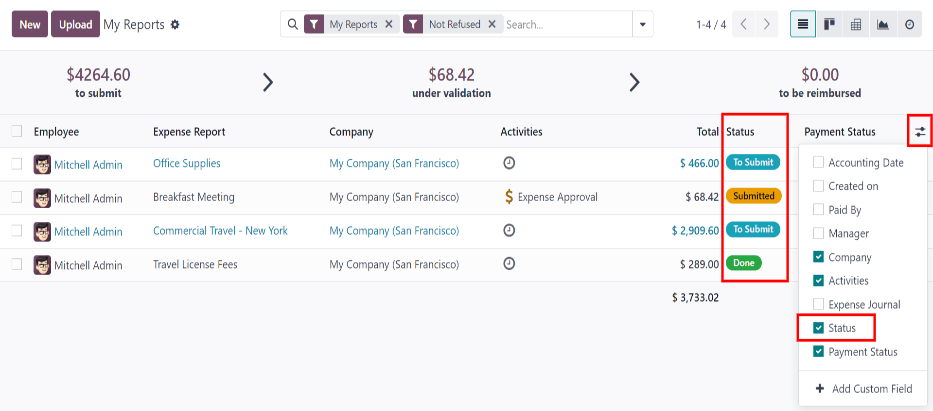 New Upload My Reports My Reports Not Refused Search... 1-4 / 4
$4264.60 $68.42 $0.00
to submit under validation to be reimbursed
Employee Expense Report Company Activities Total Status Payment Status
Mitchell Admin Office Supplies My Company (San Francisco) $ 466.00 To Submit
Mitchell Admin Breakfast Meeting My Company (San Francisco) Expense Approval $ 68.42 Submitted
Mitchell Admin Commercial Travel - New York My Company (San Francisco) $ 2,909.60 To Submit
Mitchell Admin Travel License Fees My Company (San Francisco) $ 289.00 Done
$ 3,733.02
Accounting Date
Created on
Paid By
Manager
Company
Activities
Expense Journal
Status
Payment Status
Add Custom Field